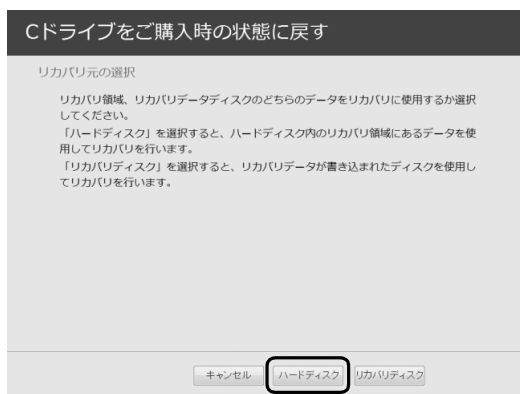 Cドライブをご購入時の状態に戻す
リカバリ元の選択
リカバリ領域、リカバリデータディスクのどちらのデータをリカバリに使用するか選択
してください。
「ハードディスク」を選択すると、ハードディスク内のリカバリ領域にあるデータを使
用してリカバリを行います。
「リカバリディスク」を選択すると、リカバリデータが書き込まれたディスクを使用し
てリカバリを行います。
キャンセル ハードディスク リカバリディスク